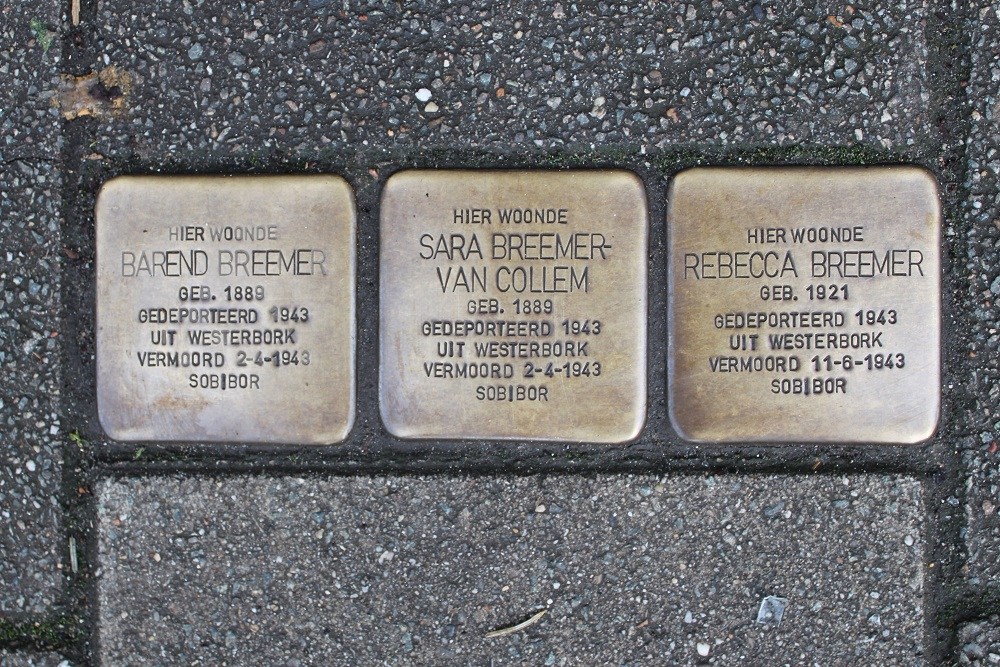 HIER WOONDE
BAREND BREEMER
GEB. 1889
GEDEPORTEERD 1943
UIT WESTERBORK
VERMOORD 2-4-1943
SOBIBOR
HIER WOONDE
SARA BREEMER-
VAN COLLEM
GEB. 1889
GEDEPORTEERD 1943
UIT WESTERBORK
VERMOORD 2-4-1943
SOBIBOR
HIER WOONDE
REBECCA BREEMER
GEB. 1921
GEDEPORTEERD 1943
UIT WESTERBORK
VERMOORD 11-6-1943
SOBIBOR